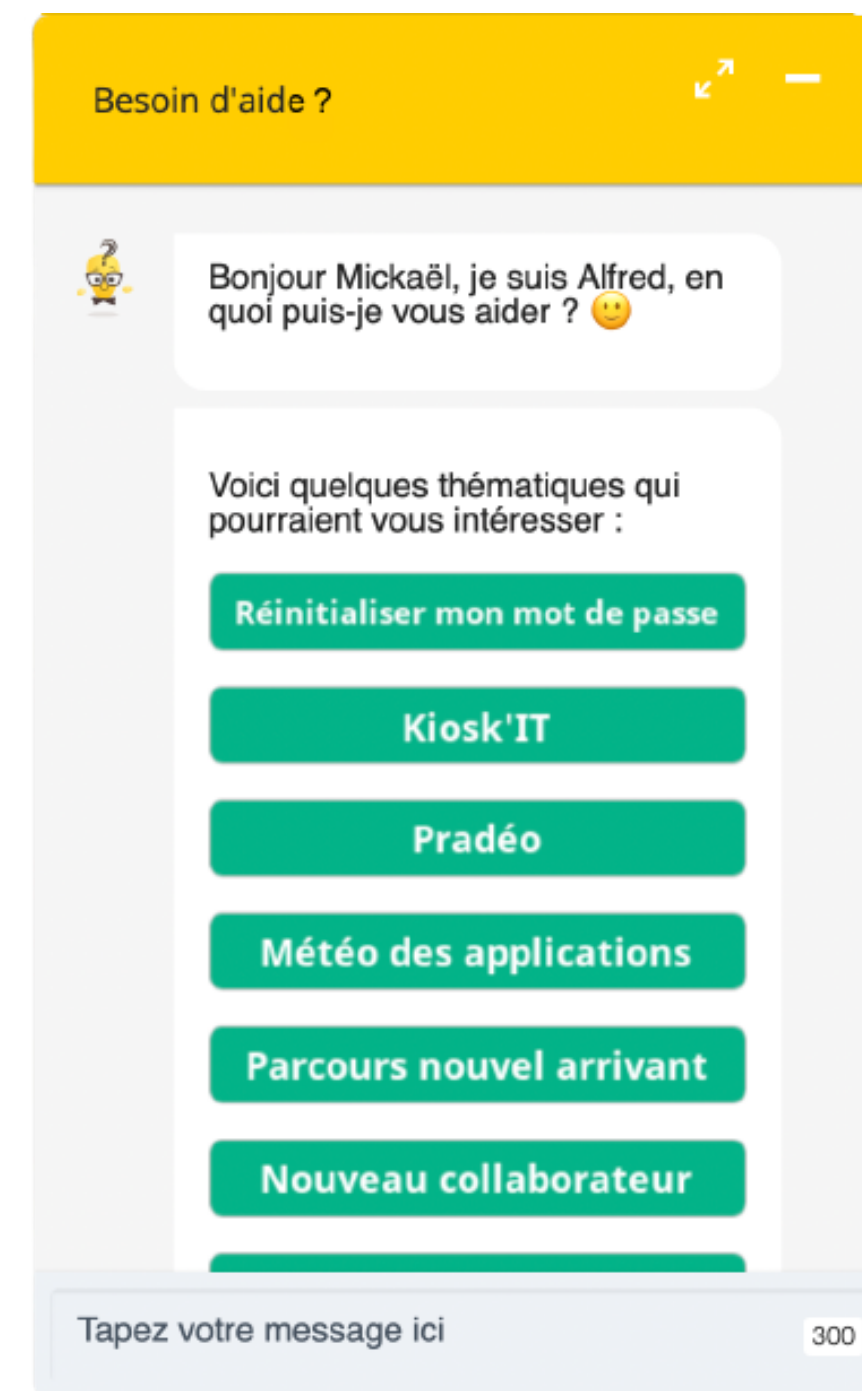 Besoin d'aide ?
Bonjour Mickaël, je suis Alfred, en
quoi puis-je vous aider ? 🙂
Voici quelques thématiques qui
pourraient vous intéresser :
Réinitialiser mon mot de passe
Kiosk'IT
Pradéo
Météo des applications
Parcours nouvel arrivant
Nouveau collaborateur
Tapez votre message ici
300